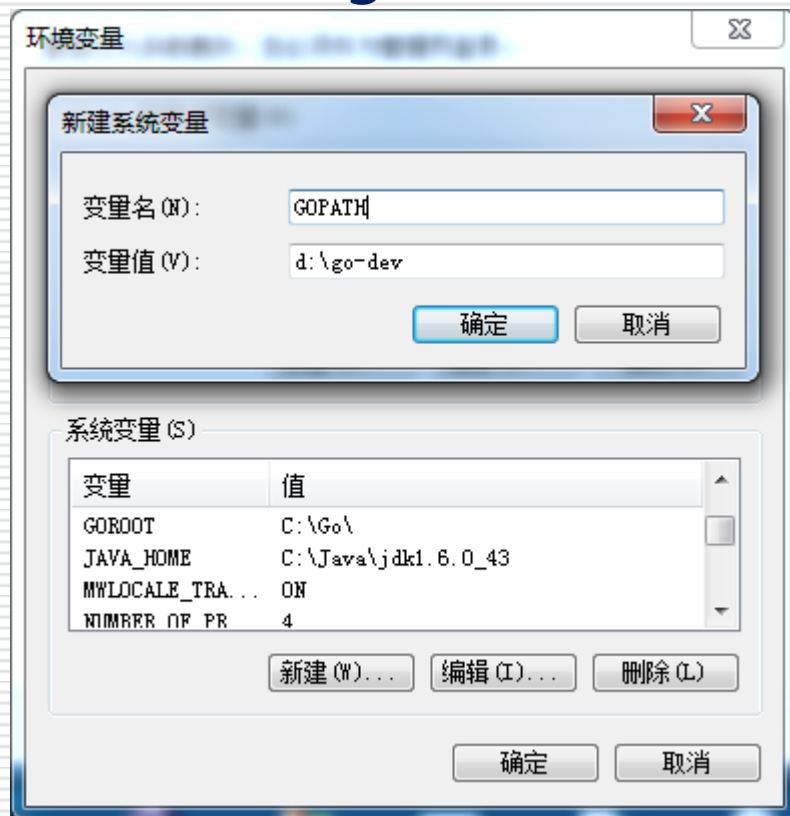 环境变量
新建系统变量
变量名(N): GOPATH
变量值(V): d:\go-dev
确定 取消
系统变量(S)
变量 值
GOROOT C:\Go\
JAVA_HOME C:\Java\jdk1.6.0_43
MWLOCALE_TRA... ON
NUMBER_OF_PR 4
新建(W)... 编辑(I)... 删除(L)
确定 取消